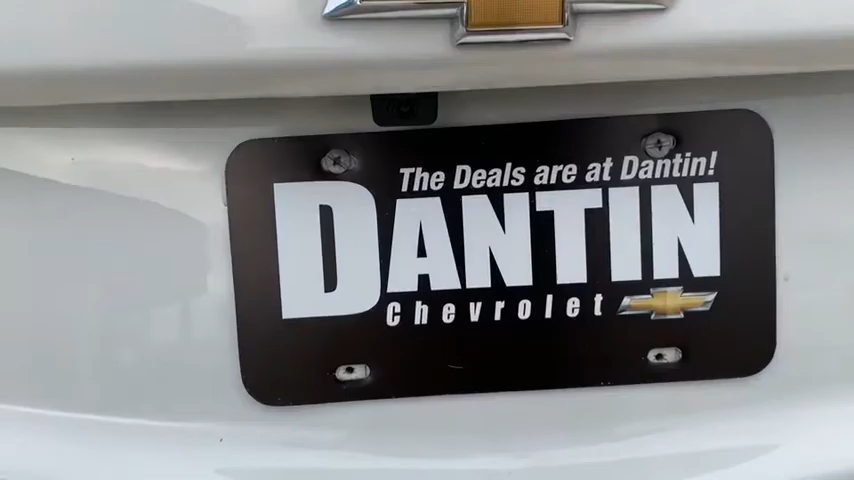 The Deals are at Dantin!
DANTIN
Chevrolet